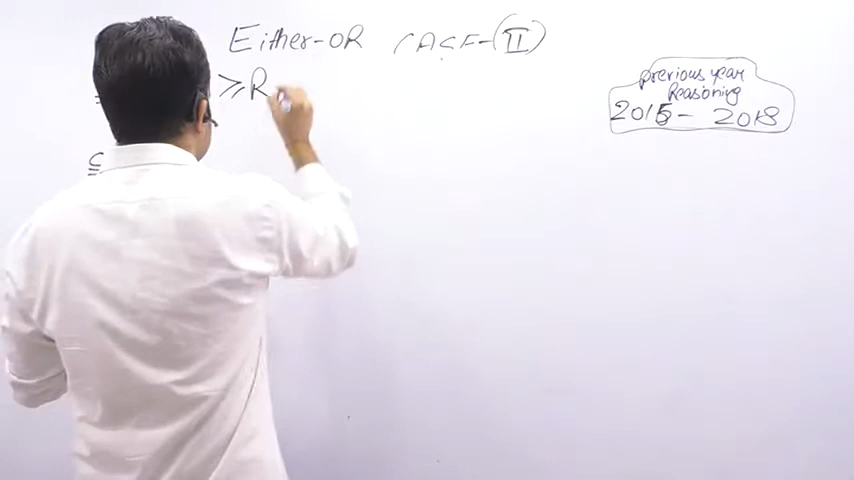 Either-OR CASE-(II)
≥R
C
previous year
Reasoning
2015- 2018